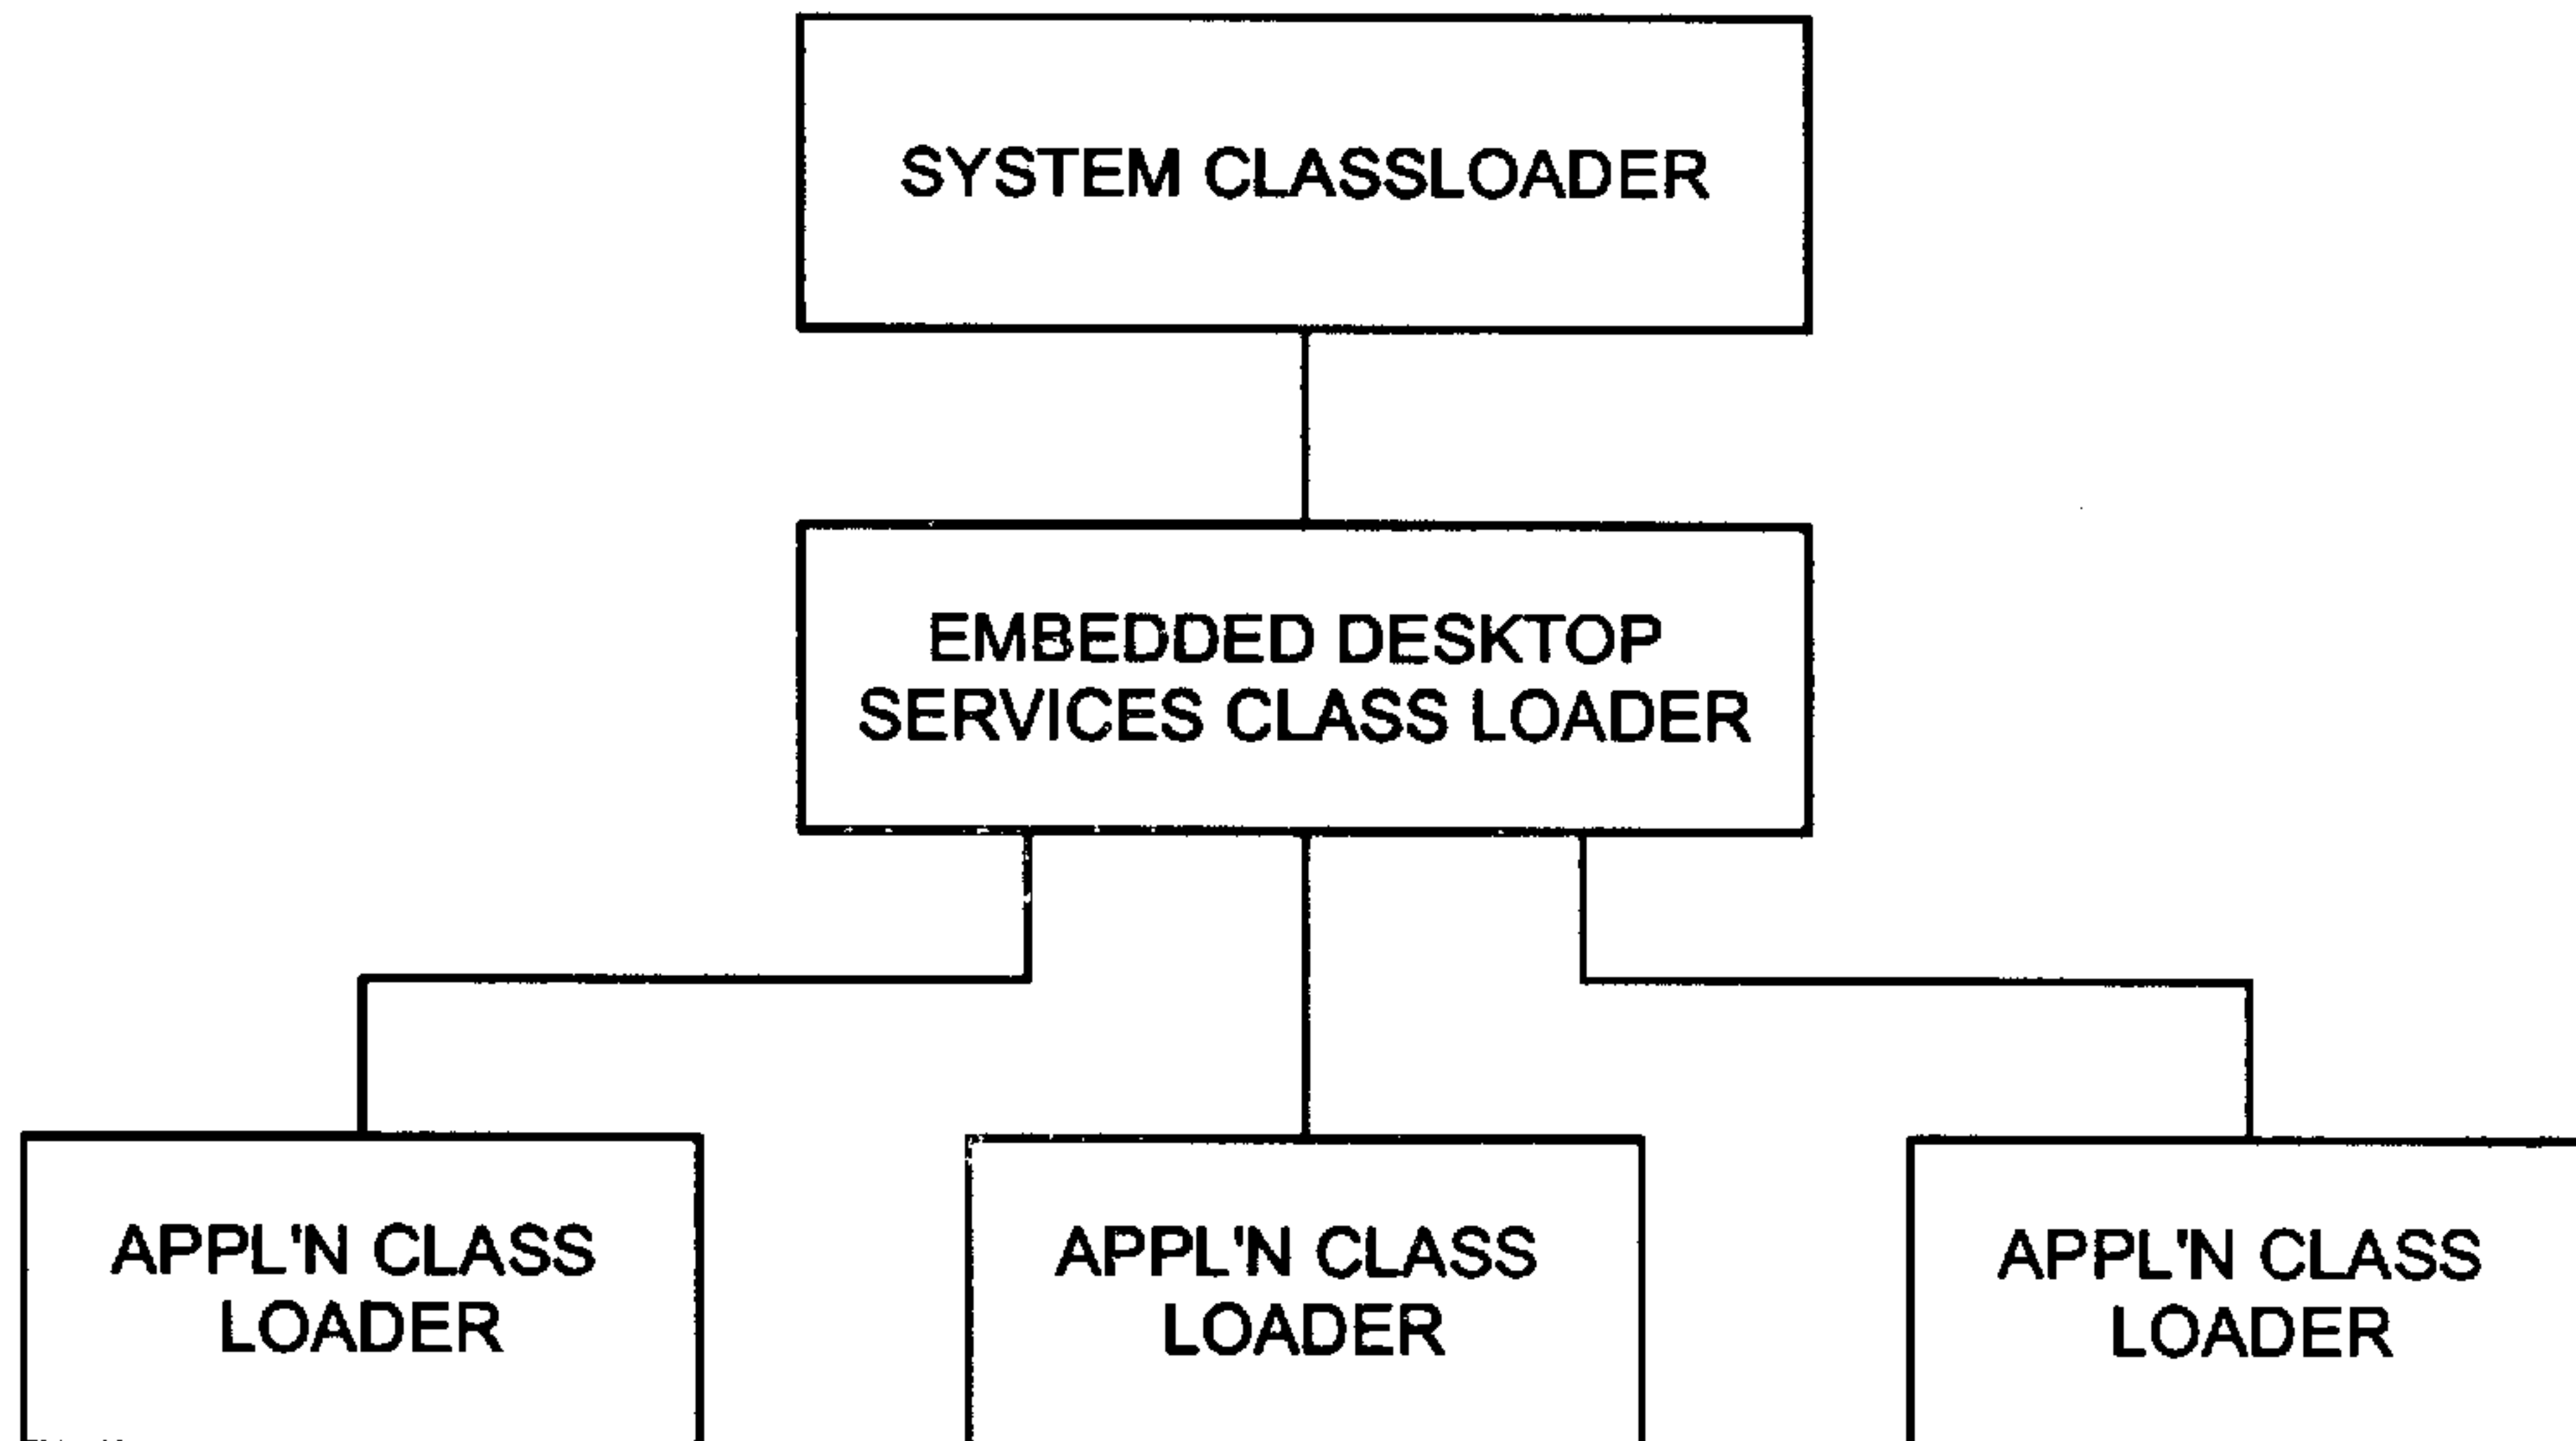 SYSTEM CLASSLOADER
EMBEDDED DESKTOP
SERVICES CLASS LOADER
APPL'N CLASS
LOADER
APPL'N CLASS
LOADER
APPL'N CLASS
LOADER